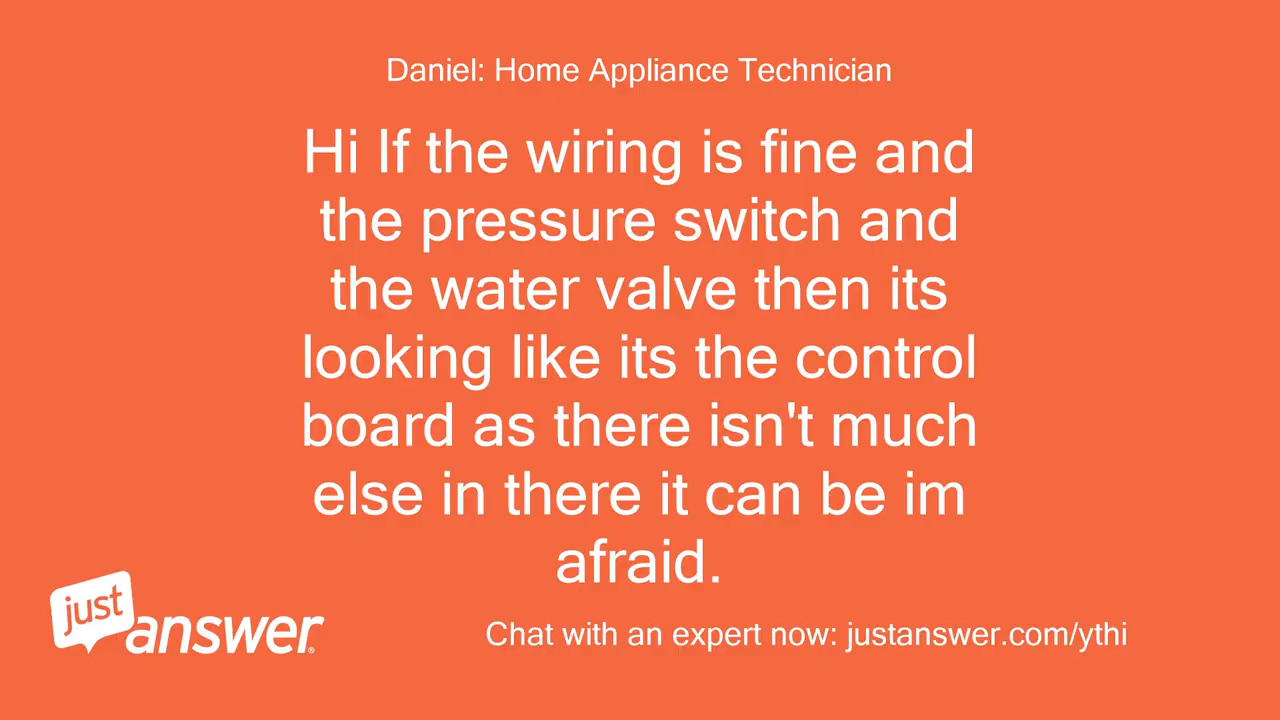 Daniel: Home Appliance Technician
Hi If the wiring is fine and
the pressure switch and
the water valve then its
looking like its the control
board as there isn't much
else in there it can be im
afraid.
just
answer®
Chat with an expert now: justanswer.com/ythi